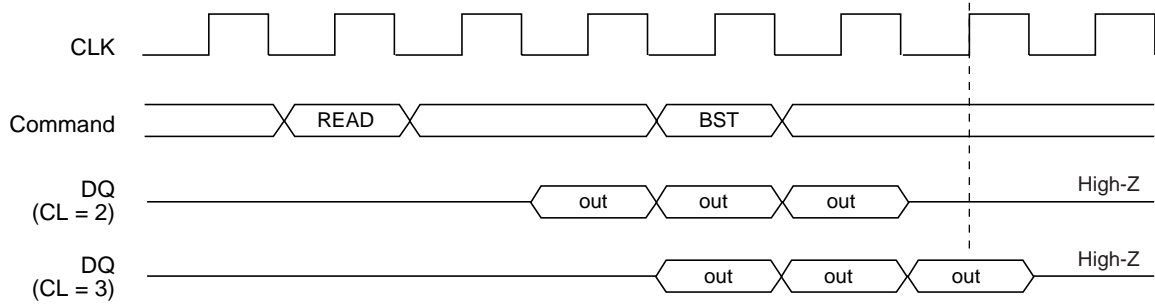 CLK
Command
READ
BST
DQ
(CL = 2)
out
out
out
High-Z
DQ
(CL = 3)
out
out
out
High-Z